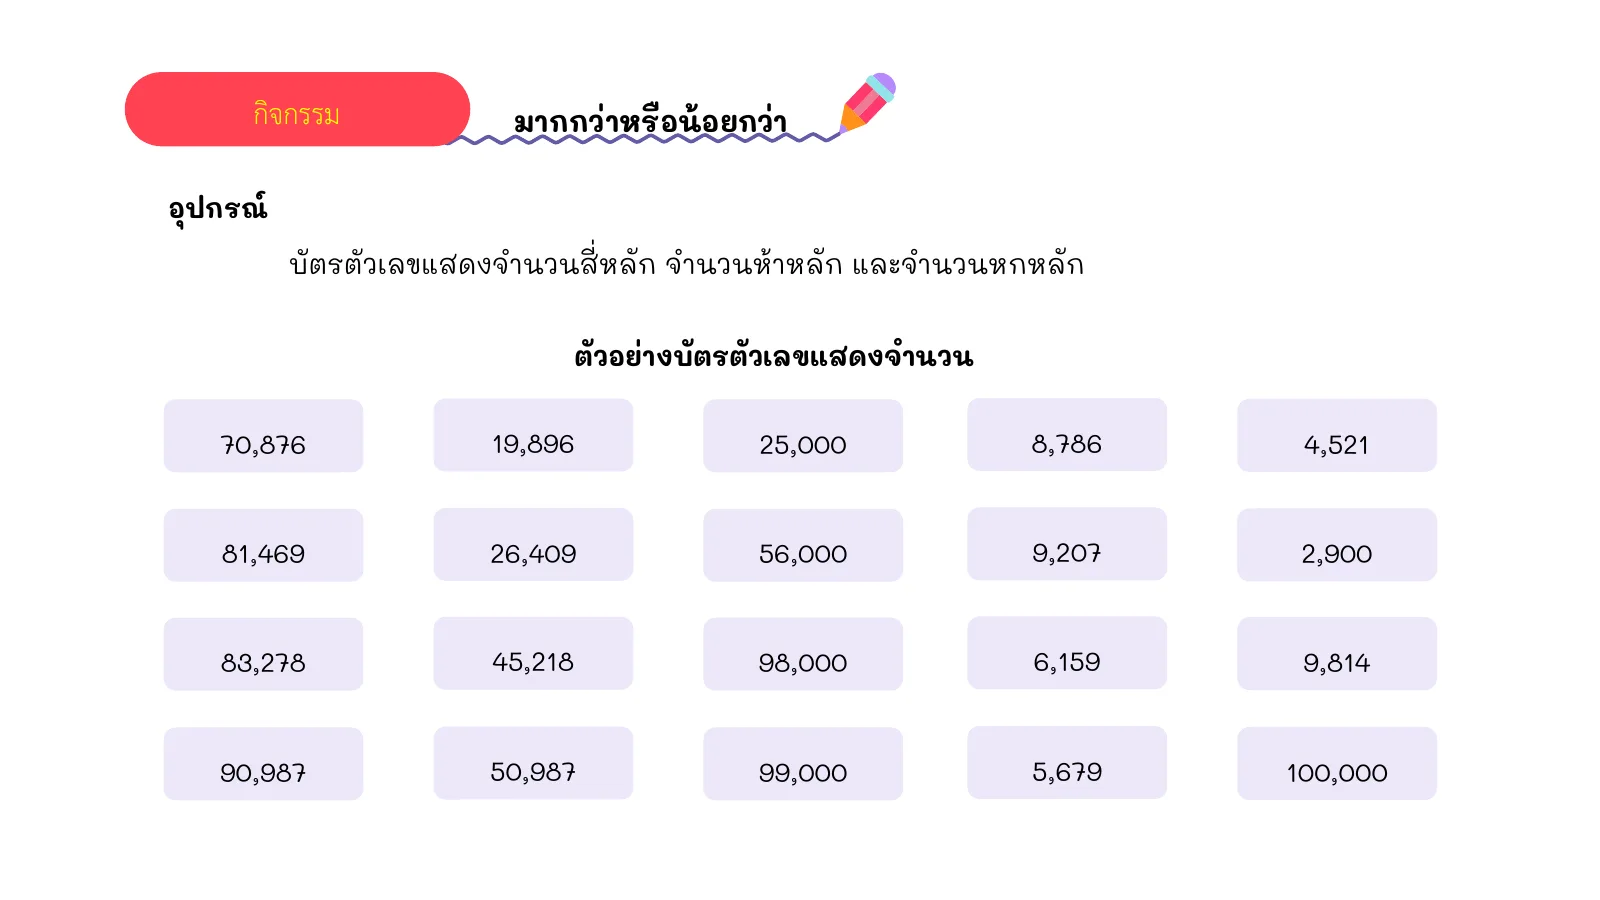 กิจกรรม
มากกว่าหรือน้อยกว่า
อุปกรณ์
บัตรตัวเลขแสดงจำนวนสี่หลัก จำนวนห้าหลัก และจำนวนหกหลัก
ตัวอย่างบัตรตัวเลขแสดงจำนวน
70,876 19,896 25,000 8,786 4,521
81,469 26,409 56,000 9,207 2,900
83,278 45,218 98,000 6,159 9,814
90,987 50,987 99,000 5,679 100,000